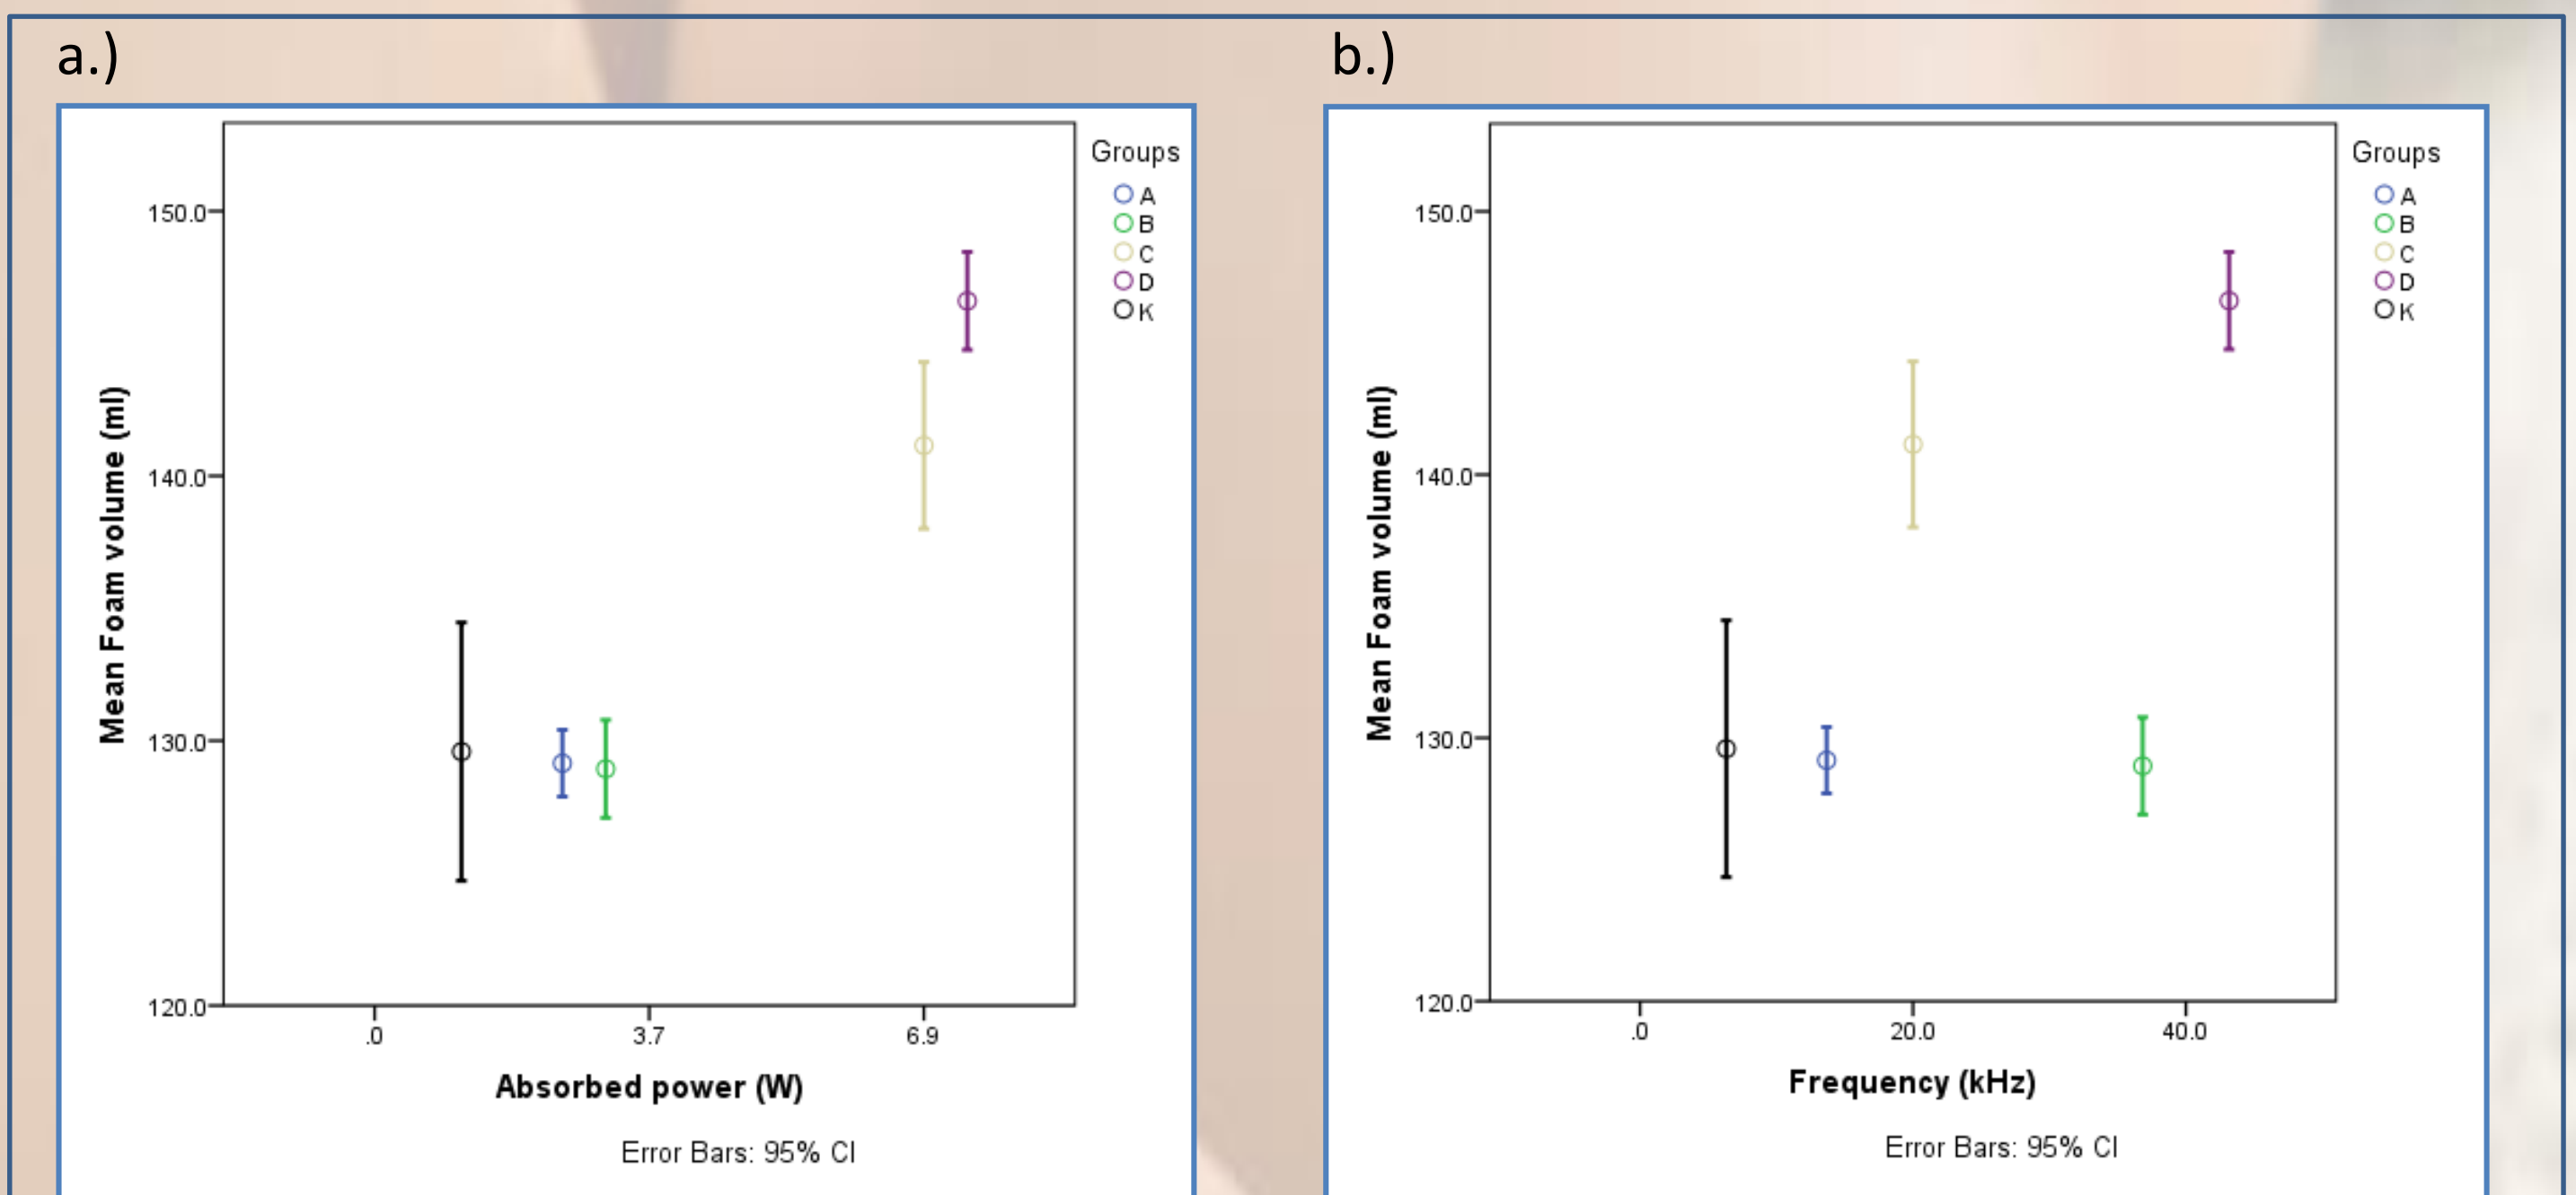 a.)
Groups
A
B
C
D
K
150.0
140.0
130.0
120.0
Mean Foam volume (ml)
.0
3.7
6.9
Absorbed power (W)
Error Bars: 95% CI
b.)
Groups
A
B
C
D
K
150.0
140.0
130.0
120.0
Mean Foam volume (ml)
.0
20.0
40.0
Frequency (kHz)
Error Bars: 95% CI